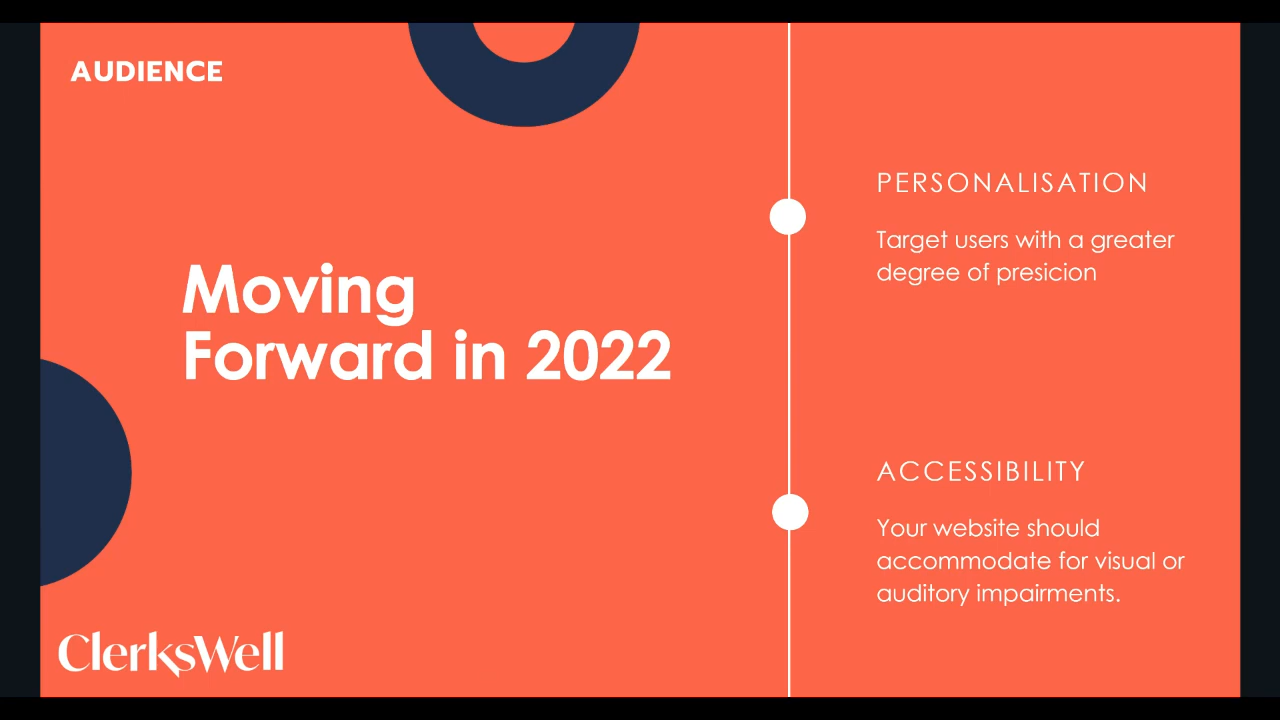 AUDIENCE
Moving
Forward in 2022
PERSONALISATION
Target users with a greater
degree of presicion
ACCESSIBILITY
Your website should
accommodate for visual or
auditory impairments.
ClerksWell